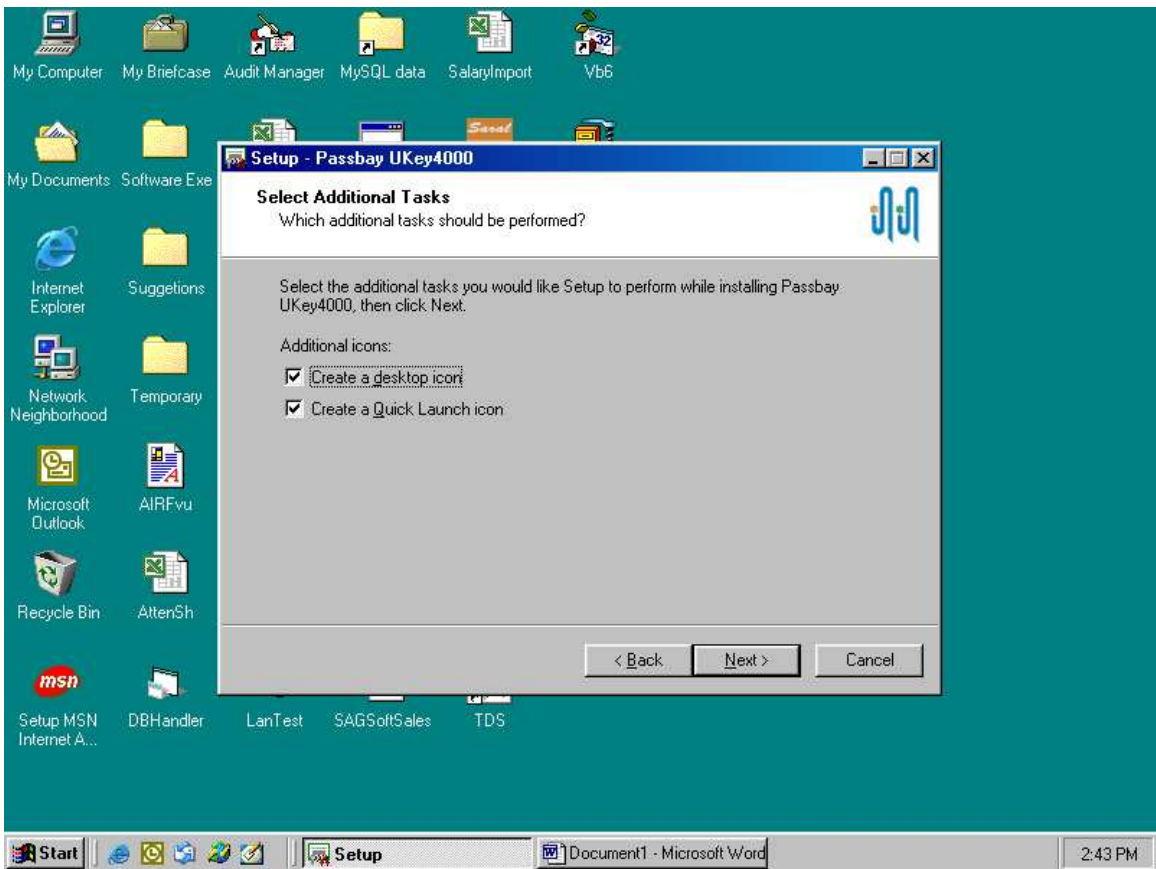 My Computer
My Briefcase
Audit Manager
MySQL data
SalaryImport
Vb6
32
Saral
My Documents
Software Exe
Setup - Passbay UKey4000
Select Additional Tasks
Which additional tasks should be performed?
Internet
Explorer
Suggetions
Select the additional tasks you would like Setup to perform while installing Passbay
UKey4000, then click Next.
Additional icons:
Create a desktop icon
Create a Quick Launch icon
Network
Neighborhood
Temporary
Microsoft
Outlook
AIRFvu
Recycle Bin
AttenSh
< Back
Next >
Cancel
msn
Setup MSN
Internet A...
DBHandler
LanTest
SAGSoftSales
TDS
Start
Setup
Document1 - Microsoft Word
2:43 PM